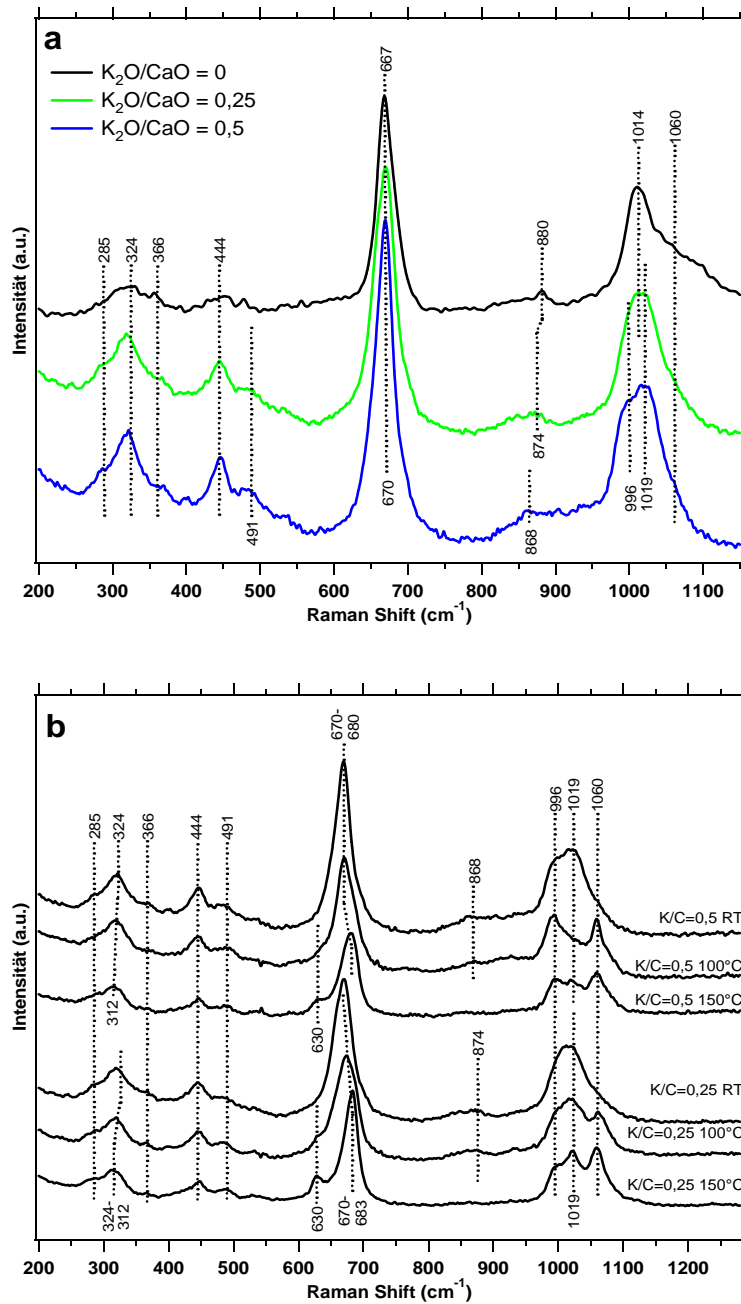 a
K₂O/CaO = 0
K₂O/CaO = 0,25
K₂O/CaO = 0,5
667
1014
1060
285
324
366
444
880
491
670
874
868
996
1019
Intensität (a.u.)
200 300 400 500 600 700 800 900 1000 1100
Raman Shift (cm⁻¹)
b
670-
680
285
324
366
444
491
868
996
1019
1060
K/C=0,5 RT
K/C=0,5 100°C
K/C=0,5 150°C
312
630
874
K/C=0,25 RT
K/C=0,25 100°C
K/C=0,25 150°C
324-
312
630
670-
683
1019
Intensität (a.u.)
200 300 400 500 600 700 800 900 1000 1100 1200
Raman Shift (cm⁻¹)